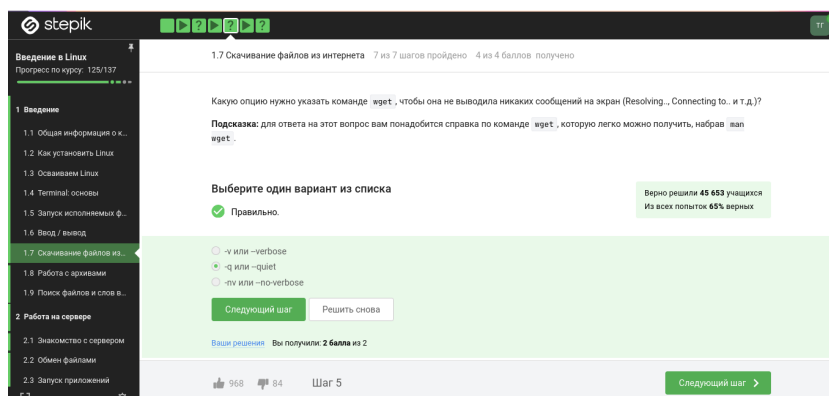 stepik
ТГ
Введение в Linux
Прогресс по курсу: 125/137
1 Введение
1.1 Общая информация о к...
1.2 Как установить Linux
1.3 Осваиваем Linux
1.4 Terminal: основы
1.5 Запуск исполняемых ф...
1.6 Ввод / вывод
1.7 Скачивание файлов из...
1.8 Работа с архивами
1.9 Поиск файлов и слов в...
2 Работа на сервере
2.1 Знакомство с сервером
2.2 Обмен файлами
2.3 Запуск приложений
1.7 Скачивание файлов из интернета 7 из 7 шагов пройдено 4 из 4 баллов получено
Какую опцию нужно указать команде wget, чтобы она не выводила никаких сообщений на экран (Resolving.., Connecting to.. и т.д.)?
Подсказка: для ответа на этот вопрос вам понадобится справка по команде wget, которую легко можно получить, набрав man
wget.
Выберите один вариант из списка
Правильно.
Верно решили 45 653 учащихся
Из всех попыток 65% верных
-v или –verbose
-q или –quiet
-nv или –no-verbose
Следующий шаг Решить снова
Ваши решения Вы получили: 2 балла из 2
968 84 Шаг 5 Следующий шаг